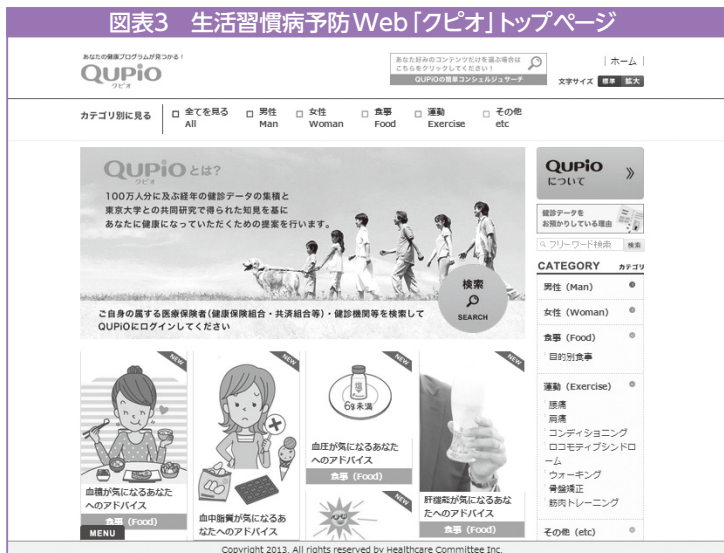 図表3 生活習慣病予防Web「クピオ」トップページ
あなたの健康プログラムが見つかる！
QUPiO
クピオ
あなた好みのコンテンツだけを選ぶ場合は
こちらをクリックしてください！
QUPIOの簡単コンシェルジュサーチ
ホーム
文字サイズ 標準 拡大
カテゴリ別に見る
全てを見る 男性 女性 食事 運動 その他
All Man Woman Food Exercise etc
QUPiOとは?
クピオ
100万人分に及ぶ経年の健診データの集積と
東京大学との共同研究で得られた知見を基に
あなたに健康になっていただくための提案を行います。
検索
SEARCH
ご自身の属する医療保険者(健康保険組合・共済組合等)・健診機関等を検索して
QUPiOにログインしてください
QUPiO
について
健診データを
お預かりしている理由
フリーワード検索 検索
CATEGORY カテゴリ
男性 (Man)
女性 (Woman)
食事 (Food)
目的別食事
運動 (Exercise)
腰痛
肩痛
コンディショニング
ロコモティブシンドロ
ーム
ウォーキング
骨盤矯正
筋肉トレーニング
その他 (etc)
NEW
血糖が気になるあなた
へのアドバイス
食事 (Food)
MENU
NEW
血中脂質が気になるあ
なたへのアドバイス
NEW
6g未満
血圧が気になるあなた
へのアドバイス
食事 (Food)
NEW
NEW
肝機能が気になるあな
たへのアドバイス
食事 (Food)
Copyright 2013. All rights reserved by Healthcare Committee Inc.